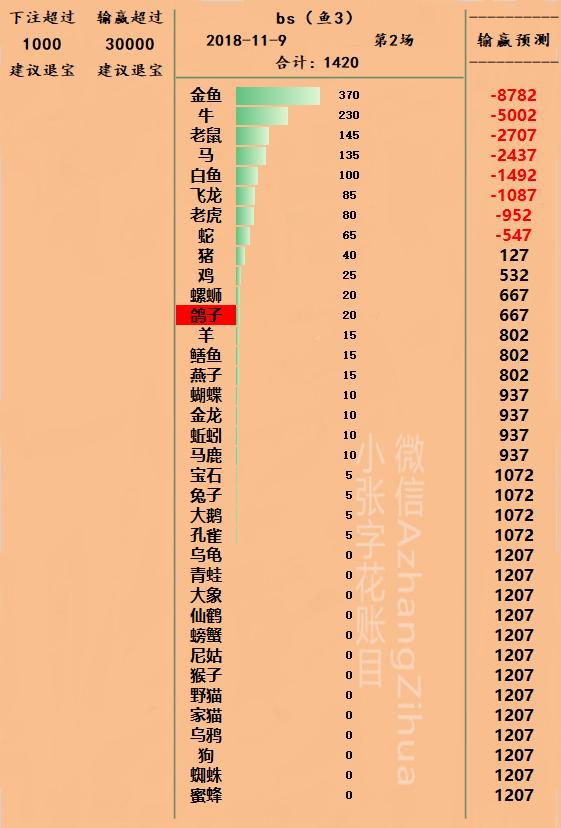 下注超过 输赢超过
1000 30000
建议退宝 建议退宝
bs（鱼3）
2018-11-9 第2场
合计：1420
----------
输赢预测
----------
金鱼 370 -8782
牛 230 -5002
老鼠 145 -2707
马 135 -2437
白鱼 100 -1492
飞龙 85 -1087
老虎 80 -952
蛇 65 -547
猪 40 127
鸡 25 532
螺蛳 20 667
鸽子 20 667
羊 15 802
鳝鱼 15 802
燕子 15 802
蝴蝶 10 937
金龙 10 937
蚯蚓 10 937
马鹿 10 937
宝石 5 1072
兔子 5 1072
大鹅 5 1072
孔雀 5 1072
乌龟 0 1207
青蛙 0 1207
大象 0 1207
仙鹤 0 1207
螃蟹 0 1207
尼姑 0 1207
猴子 0 1207
野猫 0 1207
家猫 0 1207
乌鸦 0 1207
狗 0 1207
蜘蛛 0 1207
蜜蜂 0 1207
微信AzhangZihua
小张字花账目